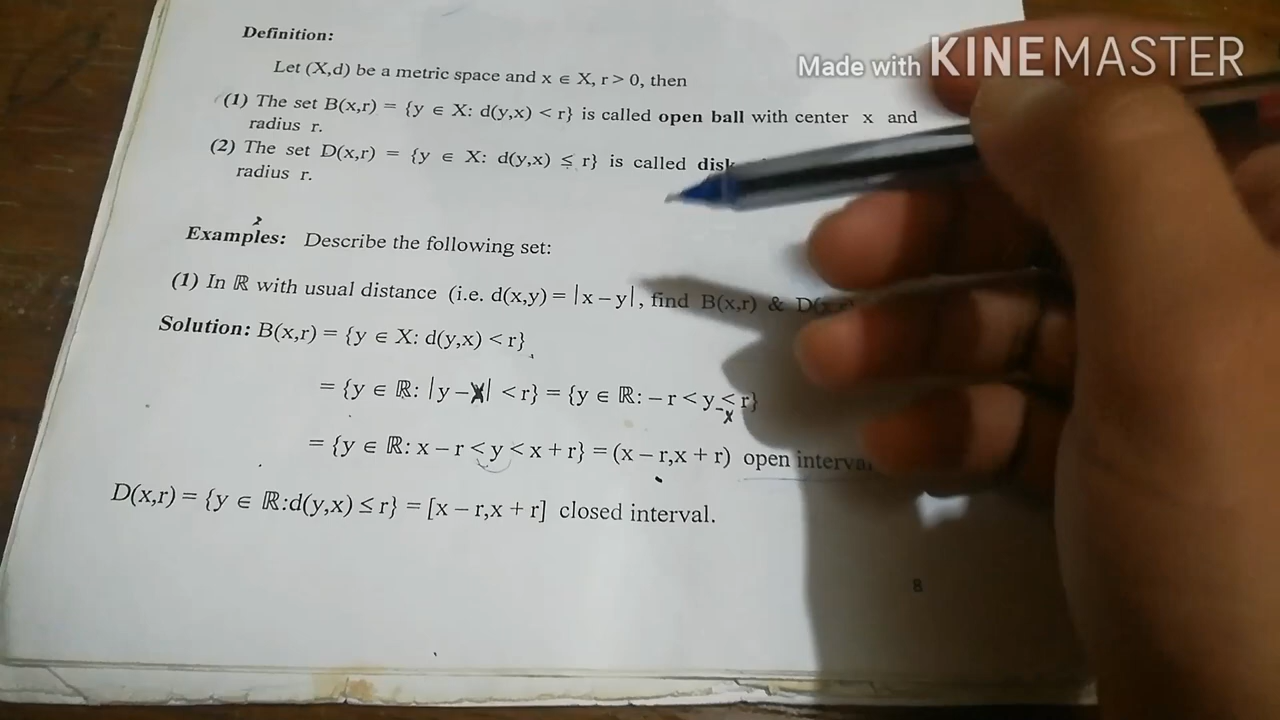 Made with KINEMASTER
Definition:
Let (X,d) be a metric space and x ∈ X, r > 0, then
(1) The set B(x,r) = {y ∈ X: d(y,x) < r} is called open ball with center x and
radius r.
(2) The set D(x,r) = {y ∈ X: d(y,x) ≤ r} is called disk
radius r.
Examples: Describe the following set:
(1) In ℝ with usual distance (i.e. d(x,y) = |x – y|, find B(x,r) & D(x,r)
Solution: B(x,r) = {y ∈ X: d(y,x) < r}
= {y ∈ ℝ: |y – x| < r} = {y ∈ ℝ: – r < y – x < r}
= {y ∈ ℝ: x – r < y < x + r} = (x – r,x + r) open interval
D(x,r) = {y ∈ ℝ:d(y,x) ≤ r} = [x – r,x + r] closed interval.
8